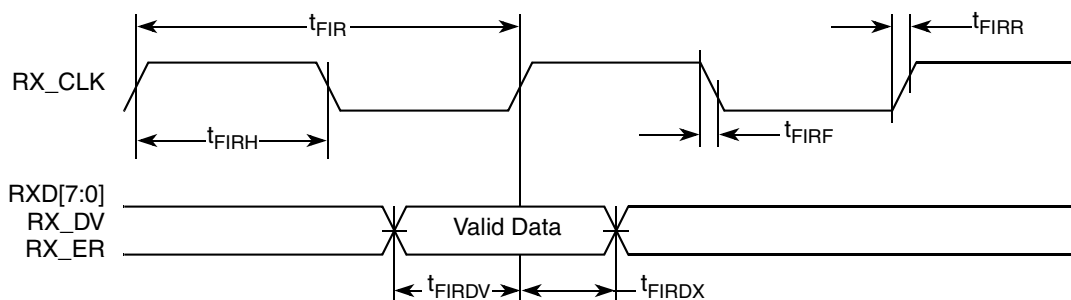 tFIR
tFIRR
RX_CLK
tFIRH
tFIRF
RXD[7:0]
RX_DV
RX_ER
Valid Data
tFIRDV
tFIRDX